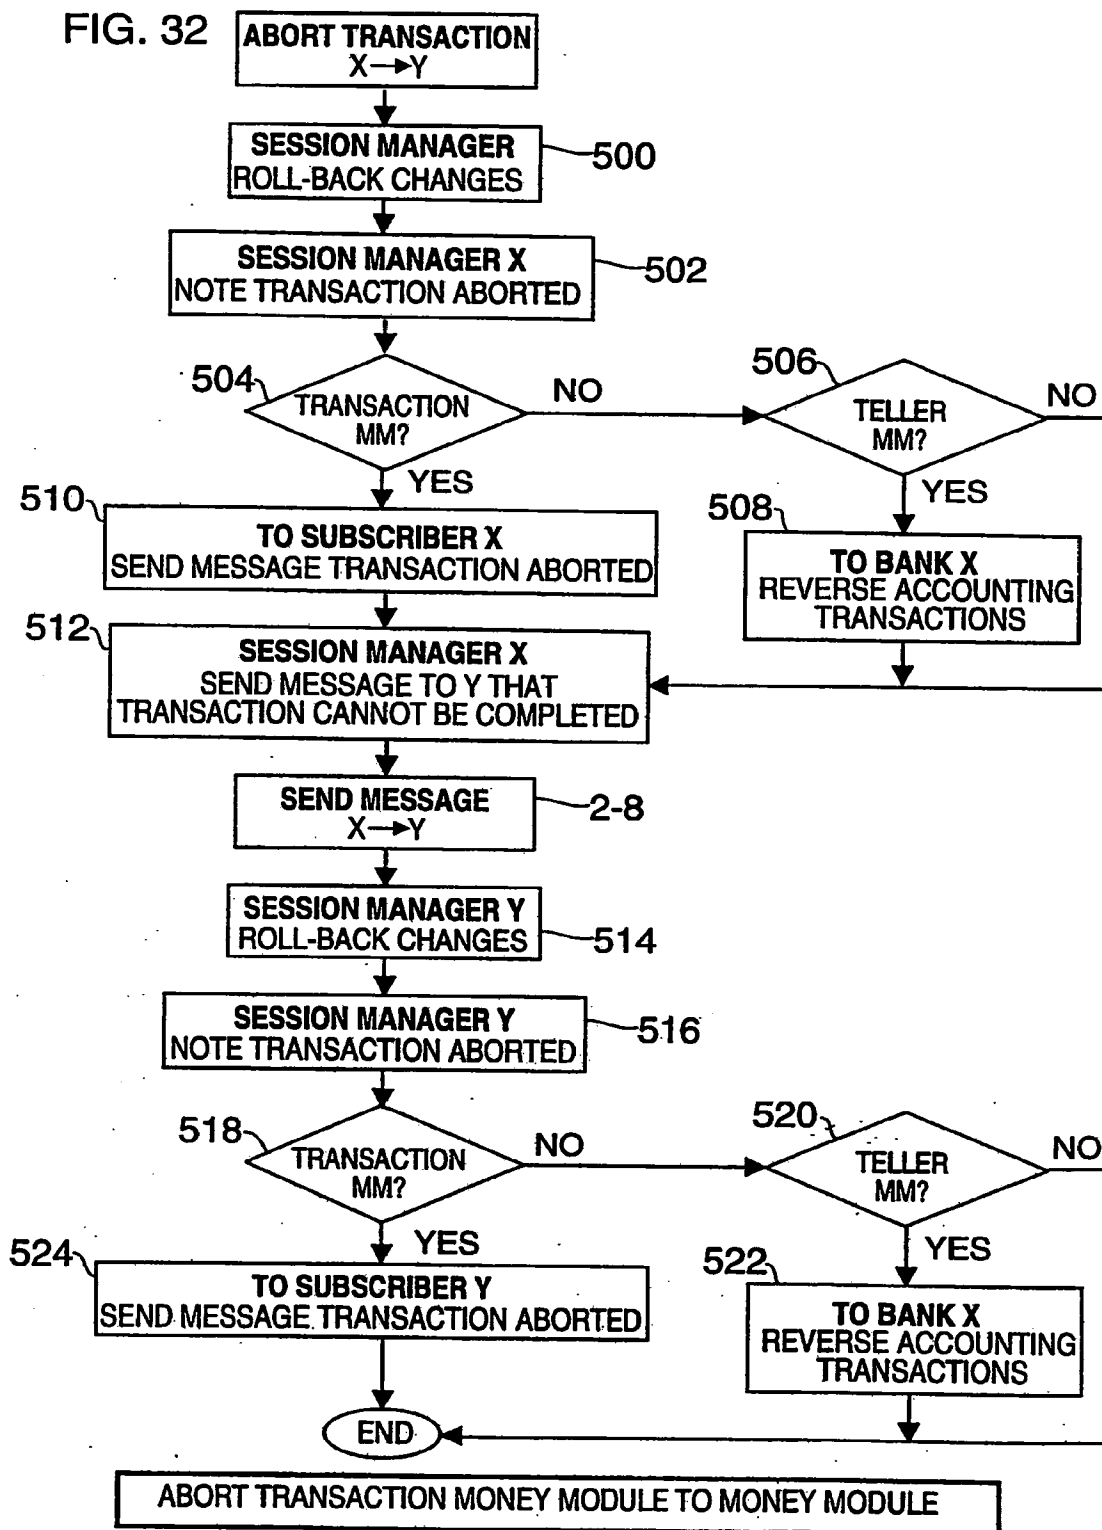 FIG. 32
ABORT TRANSACTION
X→Y
SESSION MANAGER
ROLL-BACK CHANGES
500
SESSION MANAGER X
NOTE TRANSACTION ABORTED
502
504
TRANSACTION
MM?
NO
506
TELLER
MM?
NO
YES
YES
510
TO SUBSCRIBER X
SEND MESSAGE TRANSACTION ABORTED
508
TO BANK X
REVERSE ACCOUNTING
TRANSACTIONS
512
SESSION MANAGER X
SEND MESSAGE TO Y THAT
TRANSACTION CANNOT BE COMPLETED
SEND MESSAGE
X→Y
2-8
SESSION MANAGER Y
ROLL-BACK CHANGES
514
SESSION MANAGER Y
NOTE TRANSACTION ABORTED
516
518
TRANSACTION
MM?
NO
520
TELLER
MM?
NO
YES
YES
524
TO SUBSCRIBER Y
SEND MESSAGE TRANSACTION ABORTED
522
TO BANK X
REVERSE ACCOUNTING
TRANSACTIONS
END
ABORT TRANSACTION MONEY MODULE TO MONEY MODULE